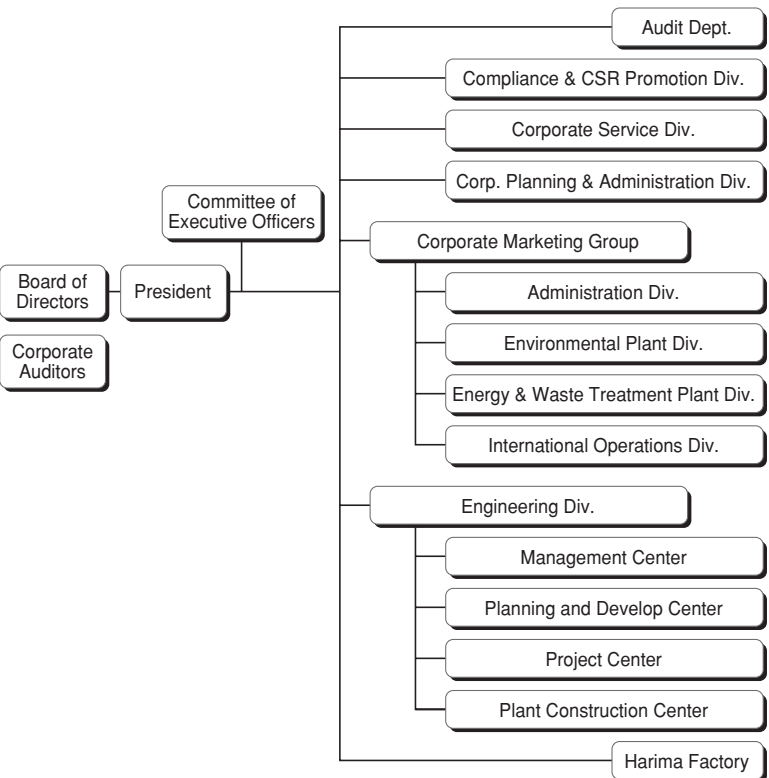 Audit Dept.
Compliance & CSR Promotion Div.
Corporate Service Div.
Corp. Planning & Administration Div.
Committee of
Executive Officers
Corporate Marketing Group
Board of
Directors
President
Administration Div.
Corporate
Auditors
Environmental Plant Div.
Energy & Waste Treatment Plant Div.
International Operations Div.
Engineering Div.
Management Center
Planning and Develop Center
Project Center
Plant Construction Center
Harima Factory